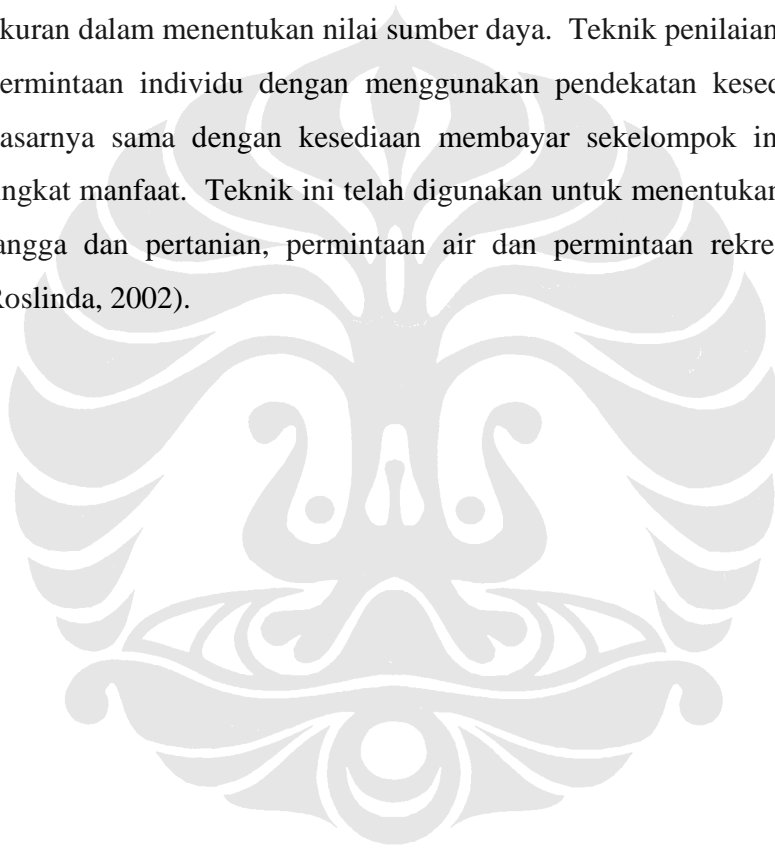 kuran dalam menentukan nilai sumber daya. Teknik penilaian
ermintaan individu dengan menggunakan pendekatan kesed
asarnya sama dengan kesediaan membayar sekelompok in
ngkat manfaat. Teknik ini telah digunakan untuk menentukan
angga dan pertanian, permintaan air dan permintaan rekre
Roslinda, 2002).